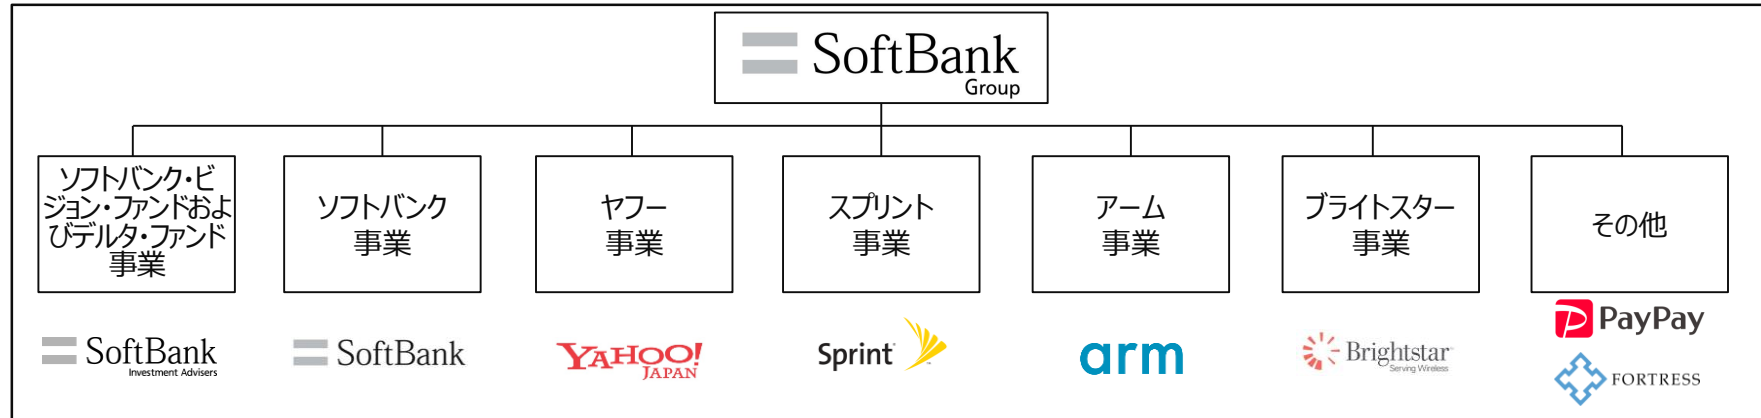 SoftBank
Group
ソフトバンク・ビ
ジョン・ファンドおよ
びデルタ・ファンド
事業
ソフトバンク
事業
ヤフー
事業
スプリント
事業
アーム
事業
ブライトスター
事業
その他
SoftBank
Investment Advisers
SoftBank
YAHOO!
JAPAN
Sprint
arm
Brightstar
Serving Wireless
PayPay
FORTRESS